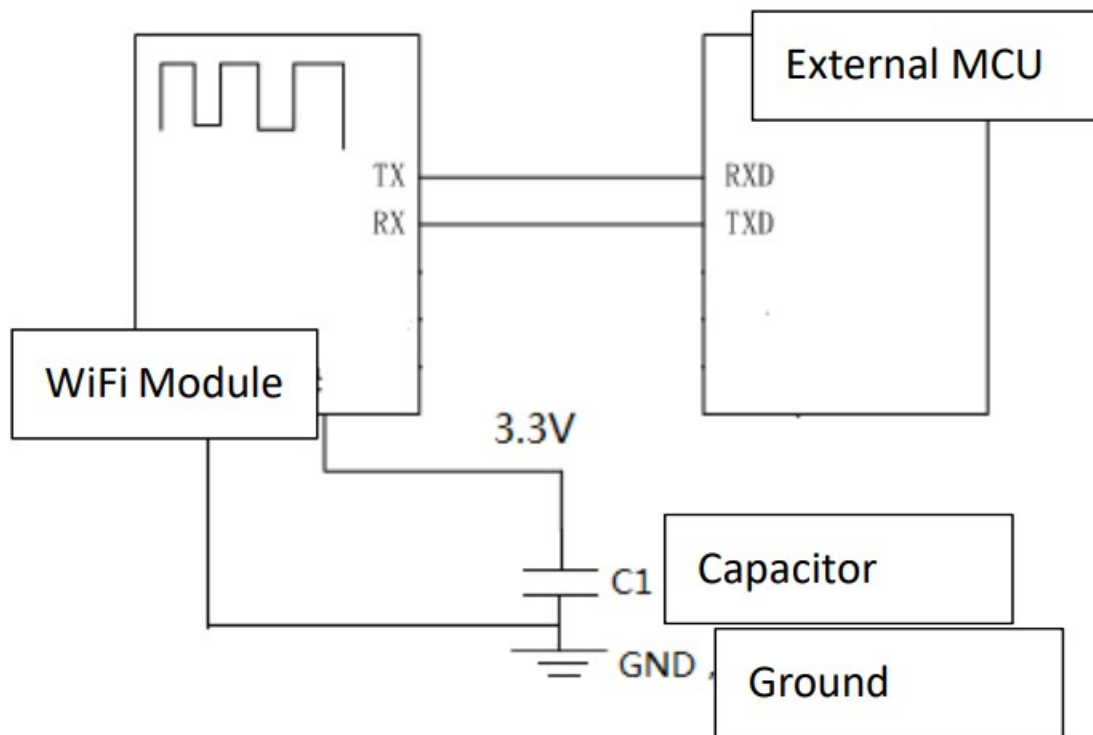 External MCU
TX
RXD
RX
TXD
WiFi Module
3.3V
C1
Capacitor
GND ,
Ground